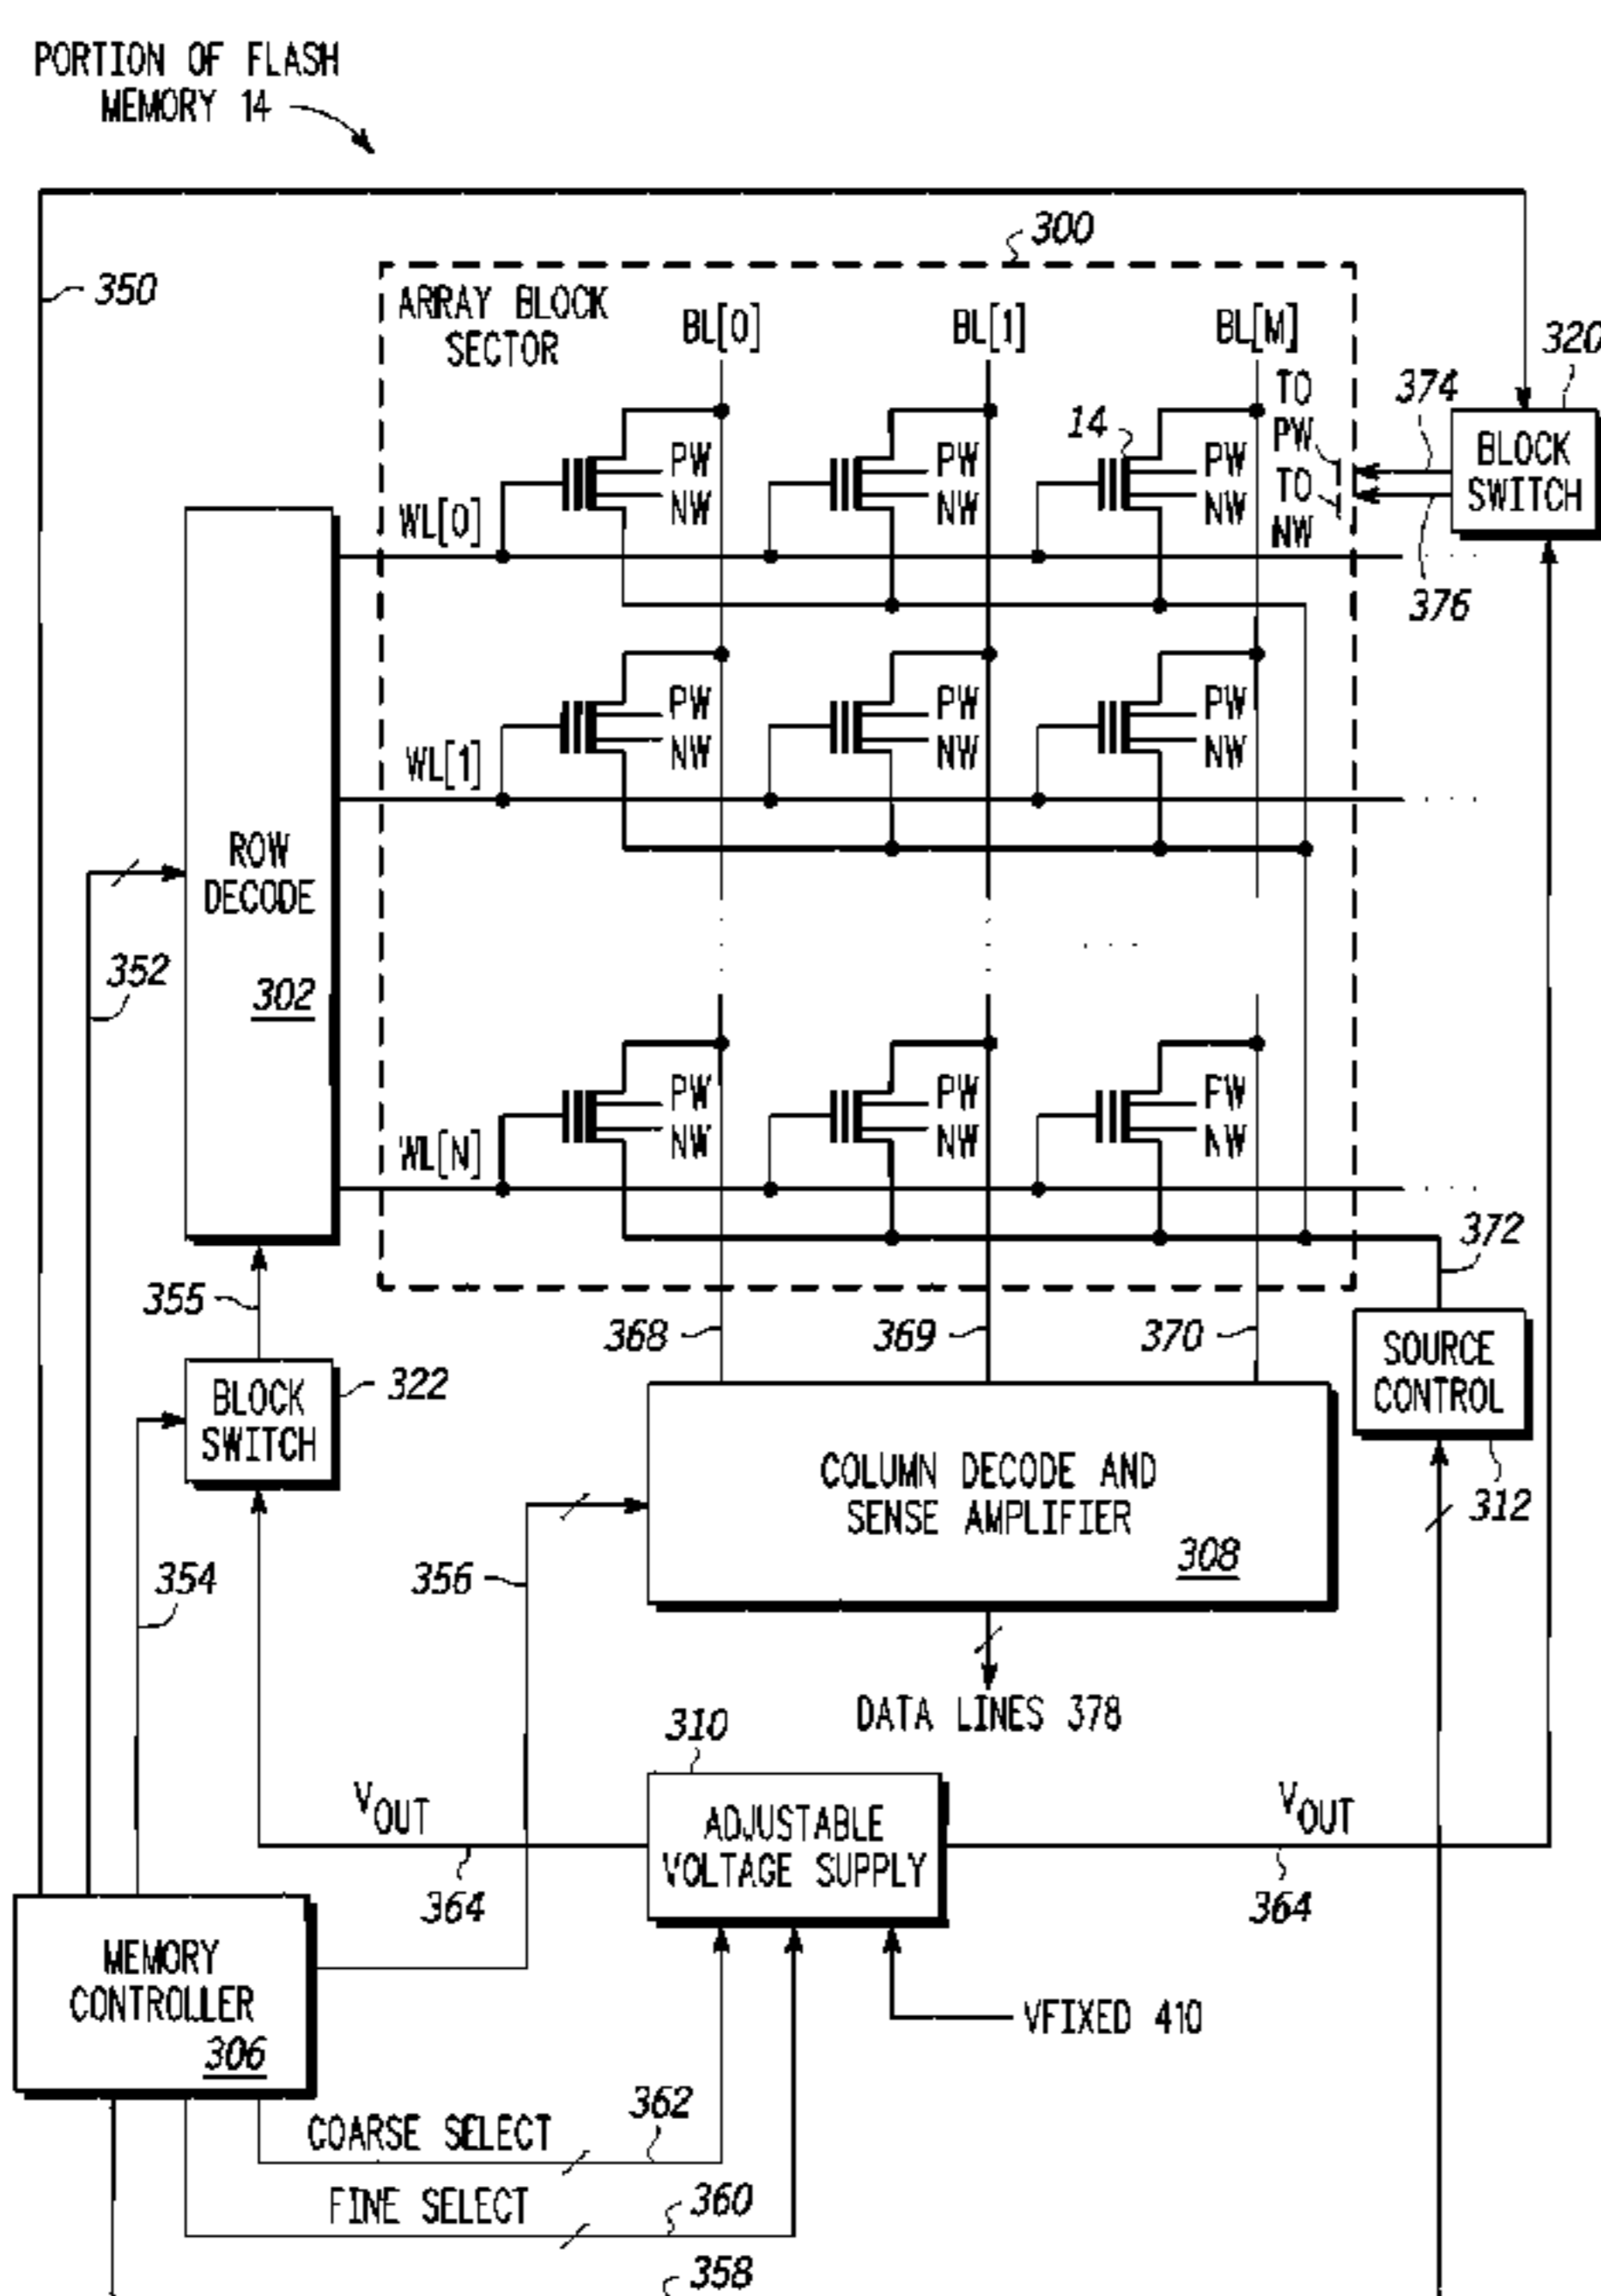 PORTION OF FLASH
MEMORY 14
300
350
ARRAY BLOCK
SECTOR
BL[0]
BL[1]
BL[M]
320
TO
PW
TO
NW
374
BLOCK
SWITCH
376
14
PW
NW
PW
NW
PW
NW
WL[0]
PW
NW
PW
NW
PW
NW
WL[1]
ROW
DECODE
302
352
PW
NW
PW
NW
PW
NW
WL[N]
372
355
368
369
370
SOURCE
CONTROL
312
BLOCK
SWITCH
322
COLUMN DECODE AND
SENSE AMPLIFIER
308
354
356
DATA LINES 378
310
VOUT
ADJUSTABLE
VOLTAGE SUPPLY
VOUT
364
364
MEMORY
CONTROLLER
306
VFIXED 410
COARSE SELECT
362
FINE SELECT
360
358